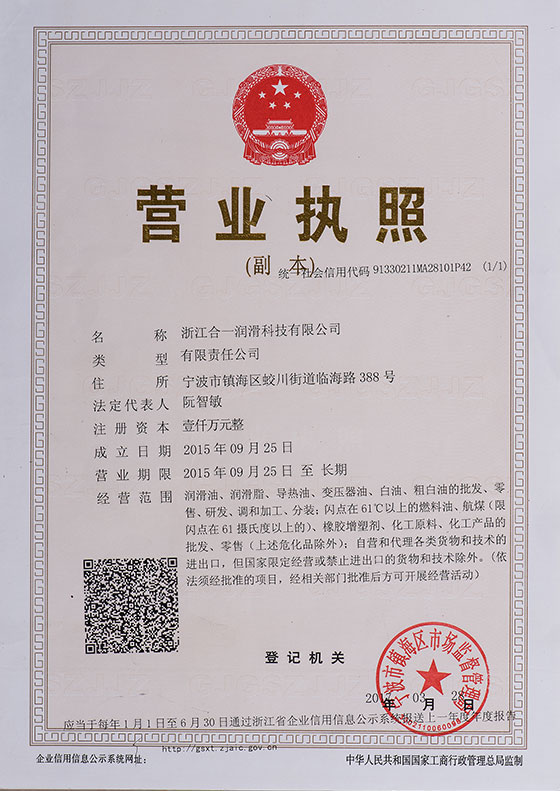 营业执照
(副 本)
统一社会信用代码 91330211MA28101P42 (1/1)
名 称 浙江合一润滑科技有限公司
类 型 有限责任公司
住 所 宁波市镇海区蛟川街道临海路388号
法定代表人 阮智敏
注册资本 壹仟万元整
成立日期 2015年09月25日
营业期限 2015年09月25日至长期
经营范围 润滑油、润滑脂、导热油、变压器油、白油、粗白油的批发、零
售、研发、调和加工、分装;闪点在61℃以上的燃料油、航煤(限
闪点在61摄氏度以上的)、橡胶增塑剂、化工原料、化工产品的
批发、零售(上述危化品除外);自营和代理各类货物和技术的
进出口,但国家限定经营或禁止进出口的货物和技术除外。(依
法须经批准的项目,经相关部门批准后方可开展经营活动)
登记机关
宁波市镇海区市场监督管理局
年 03 月 28 日
应当于每年1月1日至6月30日通过浙江省企业信用信息公示系统报送上一年度年度报告
http://gsxt.zjaic.gov.cn
企业信用信息公示系统网址:
中华人民共和国国家工商行政管理总局监制